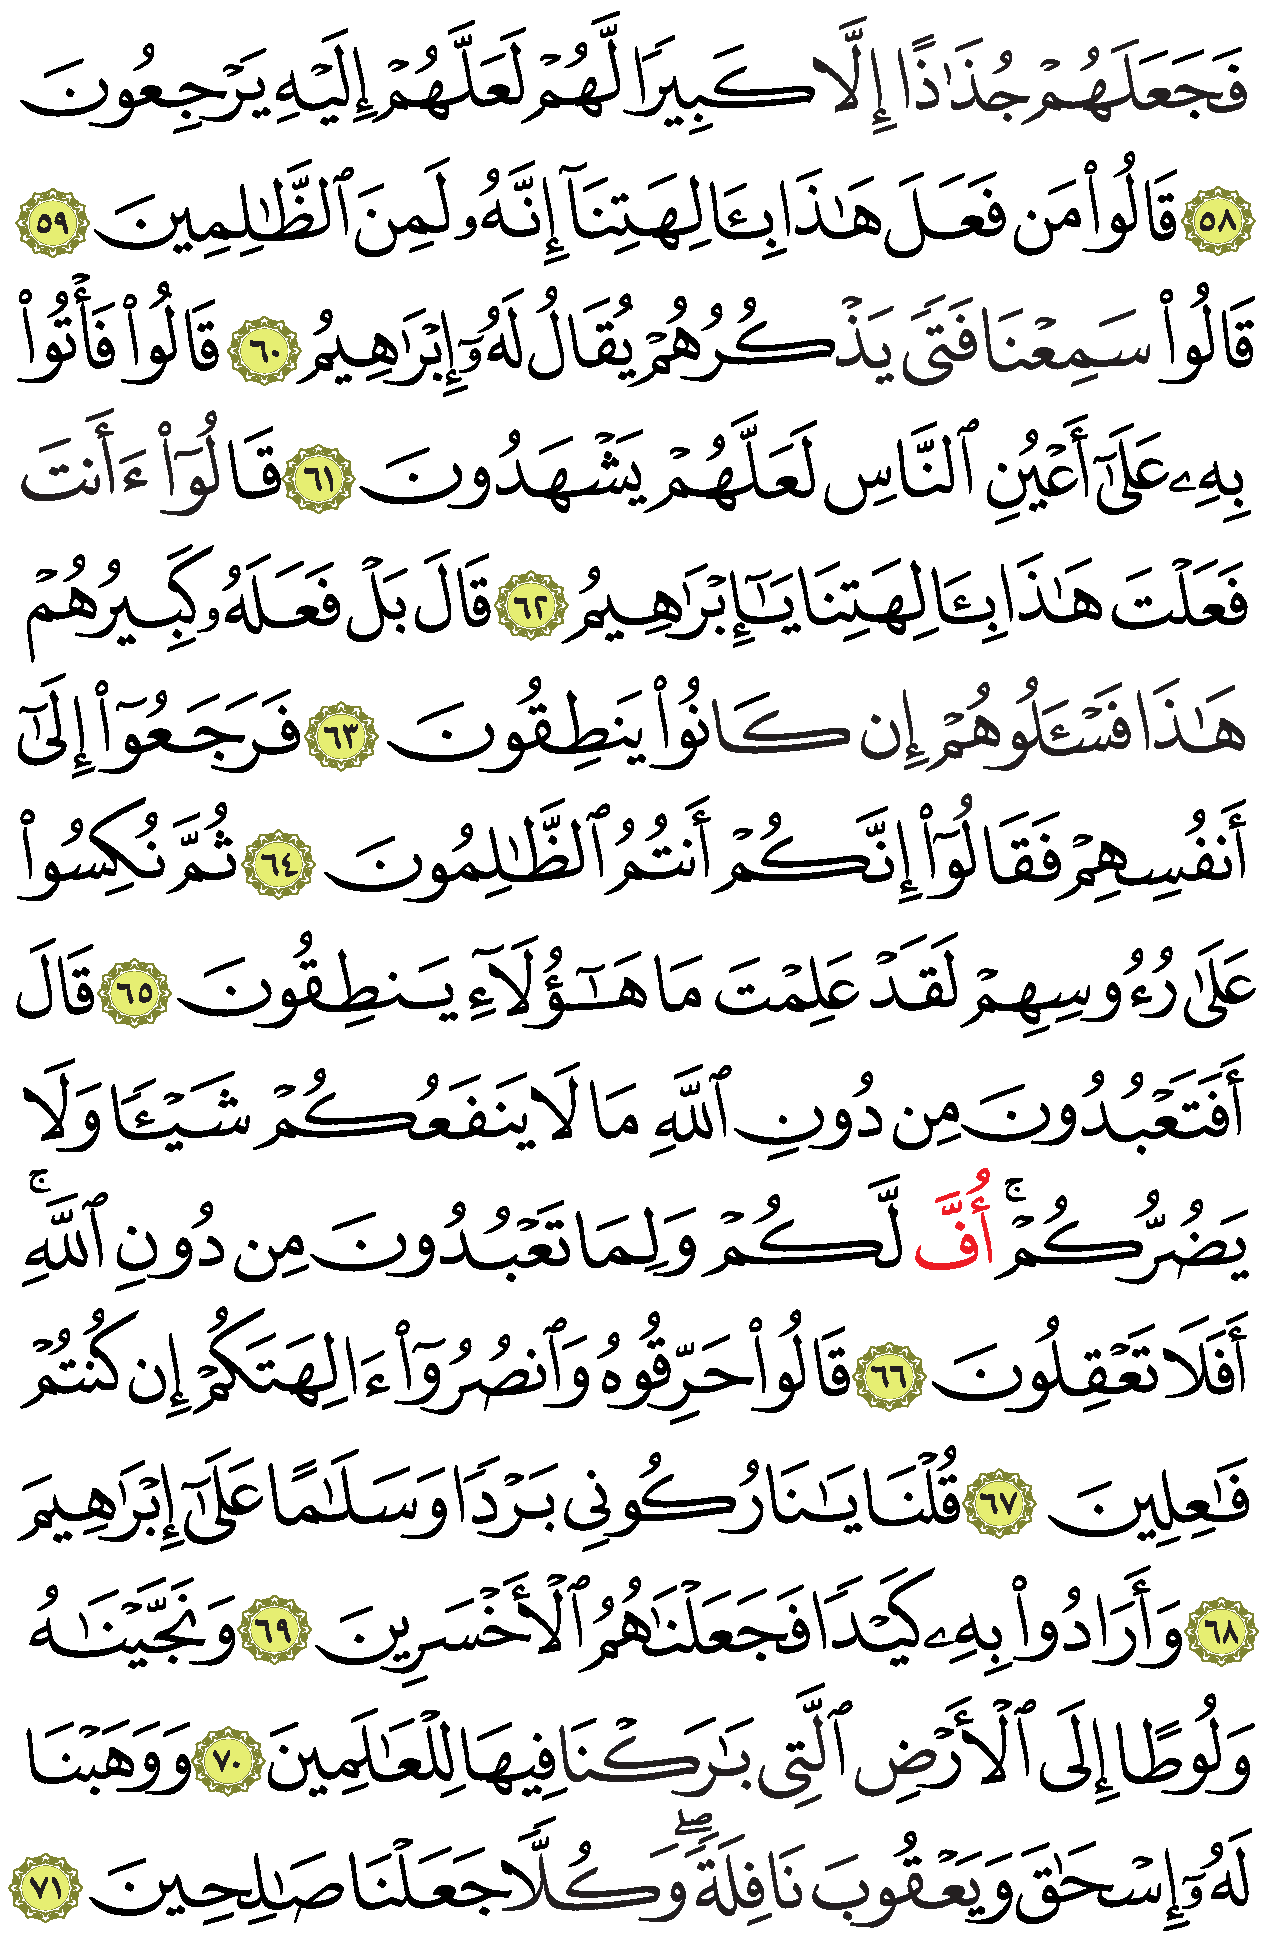 فَجَعَلَهُمْ جُذَٰذًا إِلَّا كَبِيرًا لَّهُمْ لَعَلَّهُمْ إِلَيْهِ يَرْجِعُونَ
٥٨ قَالُوا۟ مَن فَعَلَ هَٰذَا بِـَٔالِهَتِنَآ إِنَّهُۥ لَمِنَ ٱلظَّٰلِمِينَ ٥٩
قَالُوا۟ سَمِعْنَا فَتًى يَذْكُرُهُمْ يُقَالُ لَهُۥٓ إِبْرَٰهِيمُ ٦٠ قَالُوا۟ فَأْتُوا۟
بِهِۦ عَلَىٰٓ أَعْيُنِ ٱلنَّاسِ لَعَلَّهُمْ يَشْهَدُونَ ٦١ قَالُوٓا۟ ءَأَنتَ
فَعَلْتَ هَٰذَا بِـَٔالِهَتِنَا يَٰٓإِبْرَٰهِيمُ ٦٢ قَالَ بَلْ فَعَلَهُۥ كَبِيرُهُمْ
هَٰذَا فَسْـَٔلُوهُمْ إِن كَانُوا۟ يَنطِقُونَ ٦٣ فَرَجَعُوٓا۟ إِلَىٰٓ
أَنفُسِهِمْ فَقَالُوٓا۟ إِنَّكُمْ أَنتُمُ ٱلظَّٰلِمُونَ ٦٤ ثُمَّ نُكِسُوا۟
عَلَىٰ رُءُوسِهِمْ لَقَدْ عَلِمْتَ مَا هَٰٓؤُلَآءِ يَنطِقُونَ ٦٥ قَالَ
أَفَتَعْبُدُونَ مِن دُونِ ٱللَّهِ مَا لَا يَنفَعُكُمْ شَيْـًٔا وَلَا
يَضُرُّكُمْ ۚ أُفَّ لَّكُمْ وَلِمَا تَعْبُدُونَ مِن دُونِ ٱللَّهِ ۚ
أَفَلَا تَعْقِلُونَ ٦٦ قَالُوا۟ حَرِّقُوهُ وَٱنصُرُوٓا۟ ءَالِهَتَكُمْ إِن كُنتُمْ
فَٰعِلِينَ ٦٧ قُلْنَا يَٰنَارُ كُونِى بَرْدًا وَسَلَٰمًا عَلَىٰٓ إِبْرَٰهِيمَ
٦٨ وَأَرَادُوا۟ بِهِۦ كَيْدًا فَجَعَلْنَٰهُمُ ٱلْأَخْسَرِينَ ٦٩ وَنَجَّيْنَٰهُ
وَلُوطًا إِلَى ٱلْأَرْضِ ٱلَّتِى بَٰرَكْنَا فِيهَا لِلْعَٰلَمِينَ ٧٠ وَوَهَبْنَا
لَهُۥٓ إِسْحَٰقَ وَيَعْقُوبَ نَافِلَةً ۖ وَكُلًّا جَعَلْنَا صَٰلِحِينَ ٧١